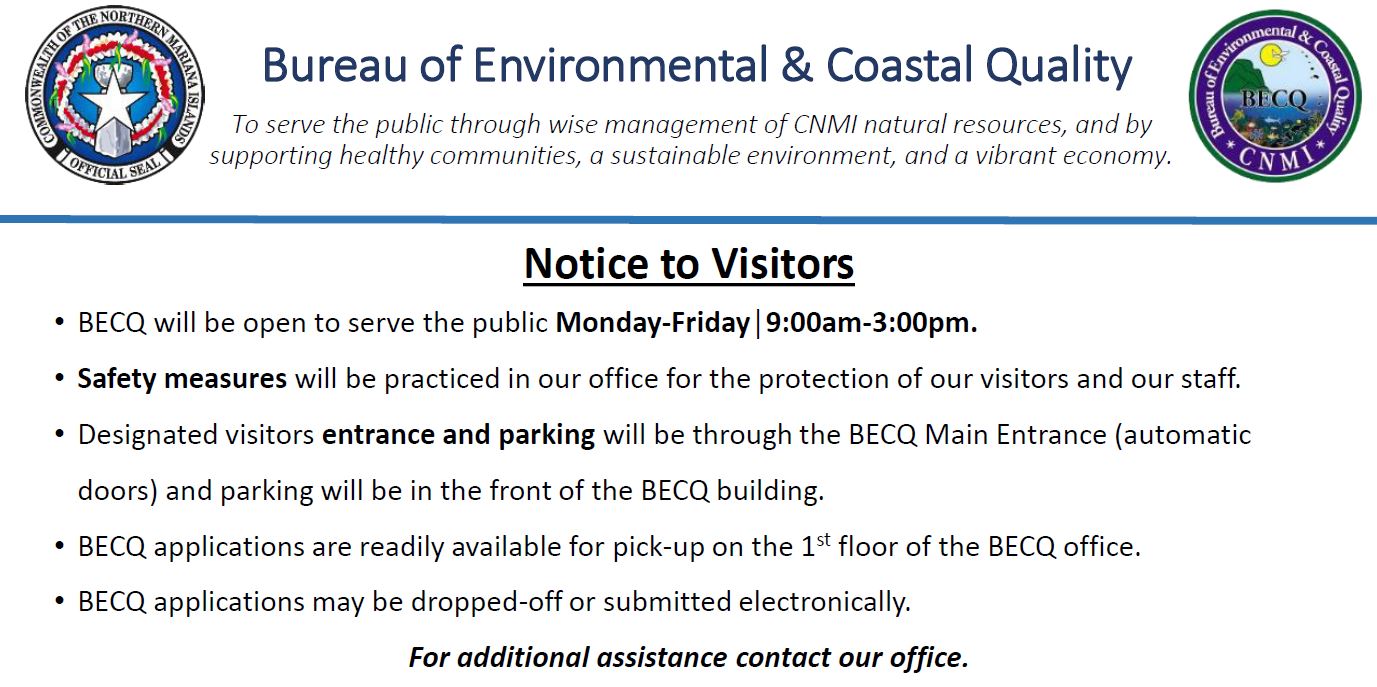 COMMONWEALTH OF THE NORTHERN MARIANA ISLANDS
OFFICIAL SEAL
Bureau of Environmental & Coastal Quality
To serve the public through wise management of CNMI natural resources, and by
supporting healthy communities, a sustainable environment, and a vibrant economy.
Bureau of Environmental & Coastal Quality
BECQ
* CNMI *
Notice to Visitors
• BECQ will be open to serve the public Monday-Friday|9:00am-3:00pm.
• Safety measures will be practiced in our office for the protection of our visitors and our staff.
• Designated visitors entrance and parking will be through the BECQ Main Entrance (automatic
doors) and parking will be in the front of the BECQ building.
• BECQ applications are readily available for pick-up on the 1st floor of the BECQ office.
• BECQ applications may be dropped-off or submitted electronically.
For additional assistance contact our office.